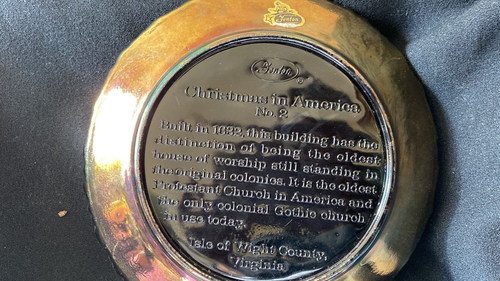 Fenton
Fenton ®
Christmas in America
No. 2
Built in 1632, this building has the
distinction of being the oldest
house of worship still standing in
the original colonies. It is the oldest
Protestant Church in America and
the only colonial Gothic church
in use today.
Isle of Wight County,
Virginia